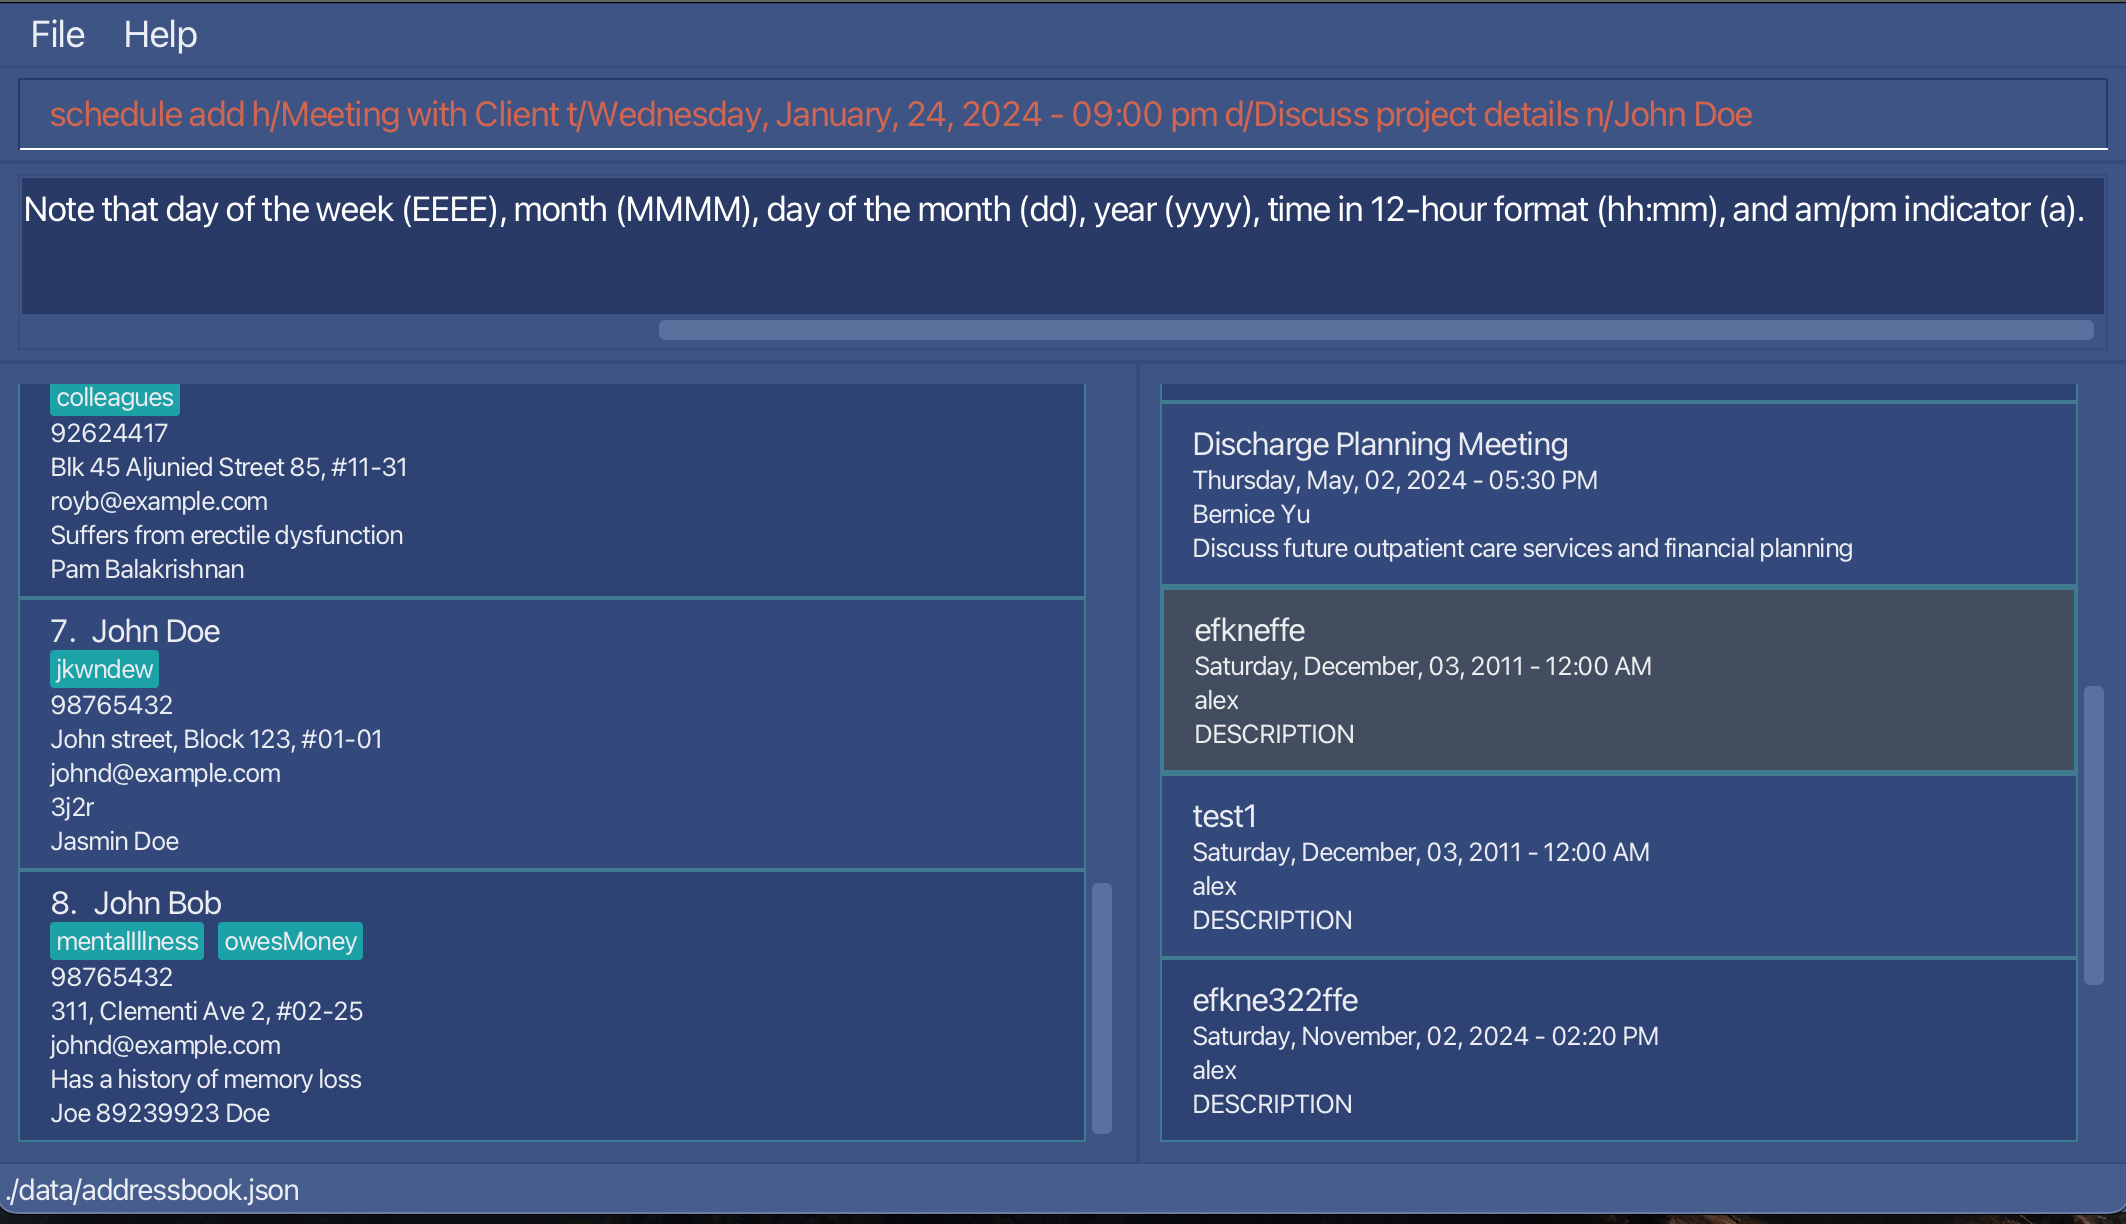 File Help
schedule add h/Meeting with Client t/Wednesday, January, 24, 2024 - 09:00 pm d/Discuss project details n/John Doe
Note that day of the week (EEEE), month (MMMM), day of the month (dd), year (yyyy), time in 12-hour format (hh:mm), and am/pm indicator (a).
colleagues
92624417
Blk 45 Aljunied Street 85, #11-31
royb@example.com
Suffers from erectile dysfunction
Pam Balakrishnan
7. John Doe
jkwndew
98765432
John street, Block 123, #01-01
johnd@example.com
3j2r
Jasmin Doe
8. John Bob
mentalIllness owesMoney
98765432
311, Clementi Ave 2, #02-25
johnd@example.com
Has a history of memory loss
Joe 89239923 Doe
Discharge Planning Meeting
Thursday, May, 02, 2024 - 05:30 PM
Bernice Yu
Discuss future outpatient care services and financial planning
efkneffe
Saturday, December, 03, 2011 - 12:00 AM
alex
DESCRIPTION
test1
Saturday, December, 03, 2011 - 12:00 AM
alex
DESCRIPTION
efkne322ffe
Saturday, November, 02, 2024 - 02:20 PM
alex
DESCRIPTION
./data/addressbook.json